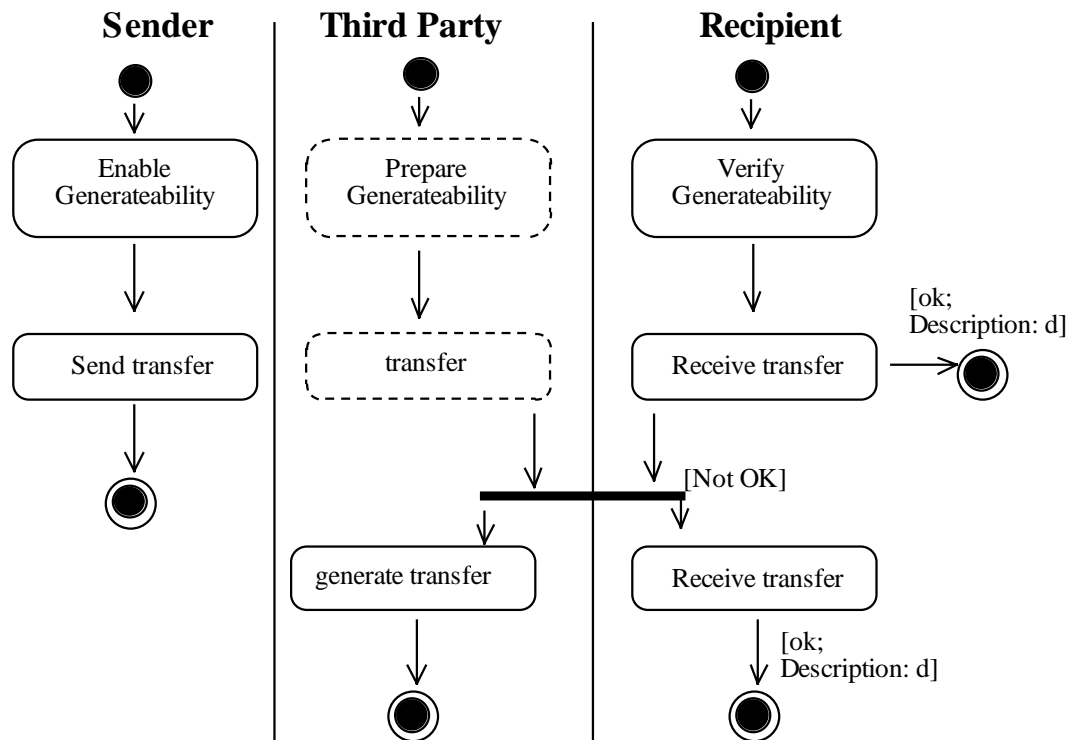 Sender
Third Party
Recipient
Enable
Generateability
Prepare
Generateability
Verify
Generateability
[ok;
Description: d]
Send transfer
transfer
Receive transfer
[Not OK]
generate transfer
Receive transfer
[ok;
Description: d]